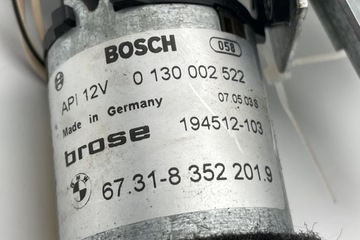 BOSCH 058
API 12V 0 130 002 522
Made in Germany 07.05.03 S
brose 194512-103
67.31-8 352 201.9